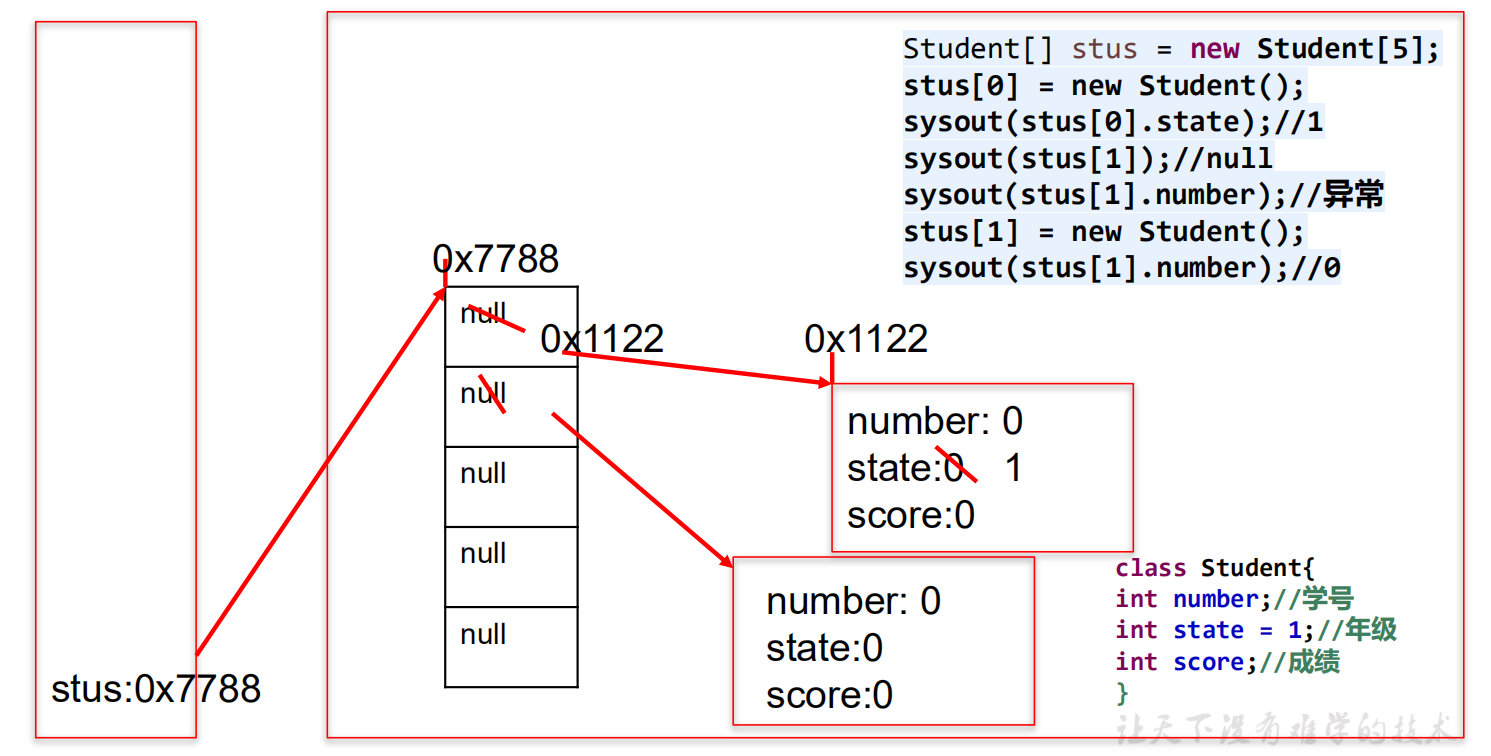 Student[] stus = new Student[5];
stus[0] = new Student();
sysout(stus[0].state);//1
sysout(stus[1]);//null
sysout(stus[1].number);//异常
stus[1] = new Student();
sysout(stus[1].number);//0
0x7788
null
0x1122
0x1122
null
number: 0
state:0 1
score:0
null
null
null
number: 0
state:0
score:0
class Student{
int number;//学号
int state = 1;//年级
int score;//成绩
}
stus:0x7788
让天下没有难学的技术